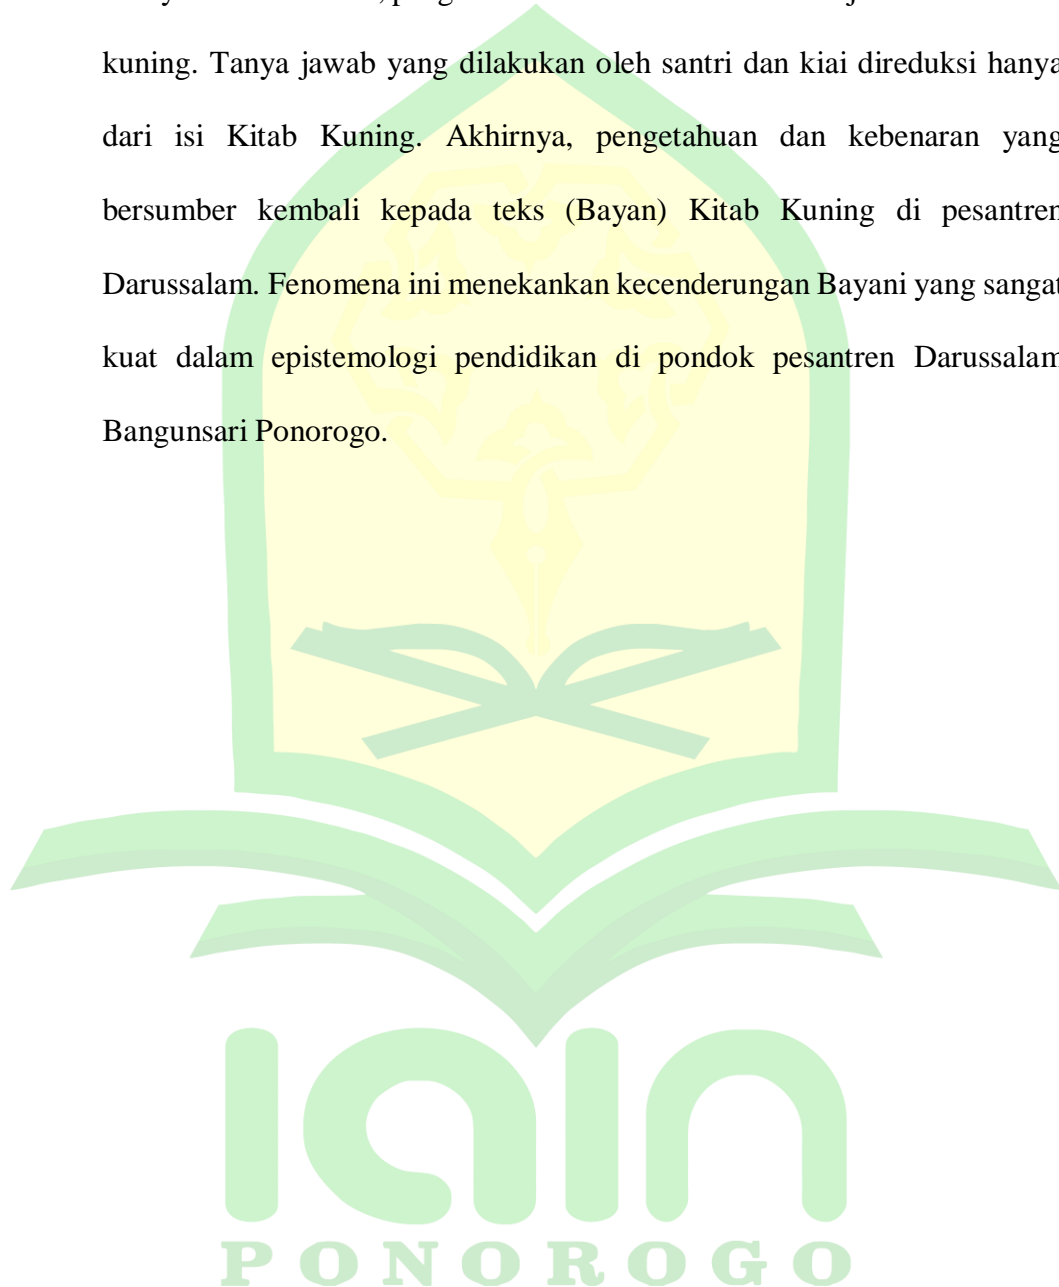 kuning. Tanya jawab yang dilakukan oleh santri dan kiai direduksi hanya
dari isi Kitab Kuning. Akhirnya, pengetahuan dan kebenaran yang
bersumber kembali kepada teks (Bayan) Kitab Kuning di pesantren
Darussalam. Fenomena ini menekankan kecenderungan Bayani yang sangat
kuat dalam epistemologi pendidikan di pondok pesantren Darussalam
Bangunsari Ponorogo.
IAIN
PONOROGO